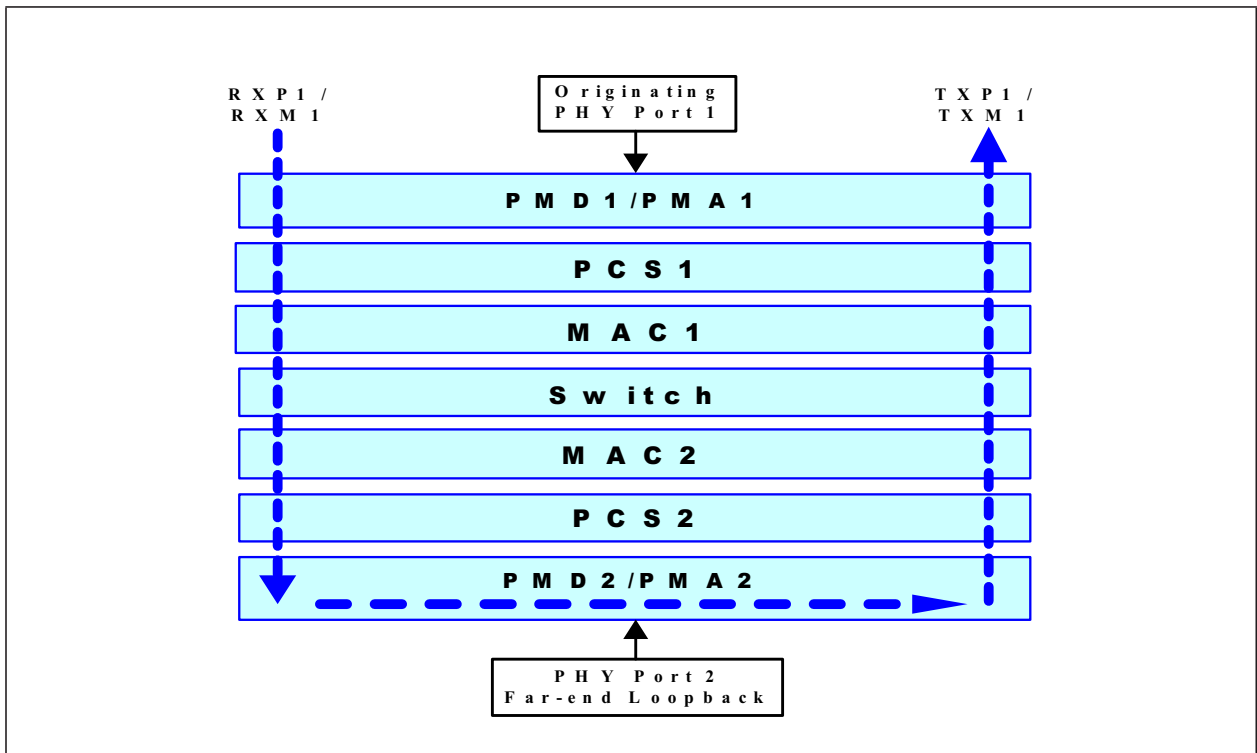 RXP1 /
RXM1
Originating
PHY Port 1
TXP1/
TXM1
PMD1/PMA1
PCS1
MAC1
Switch
MAC2
PCS2
PMD2/PMA2
PHY Port 2
Far-end Loopback